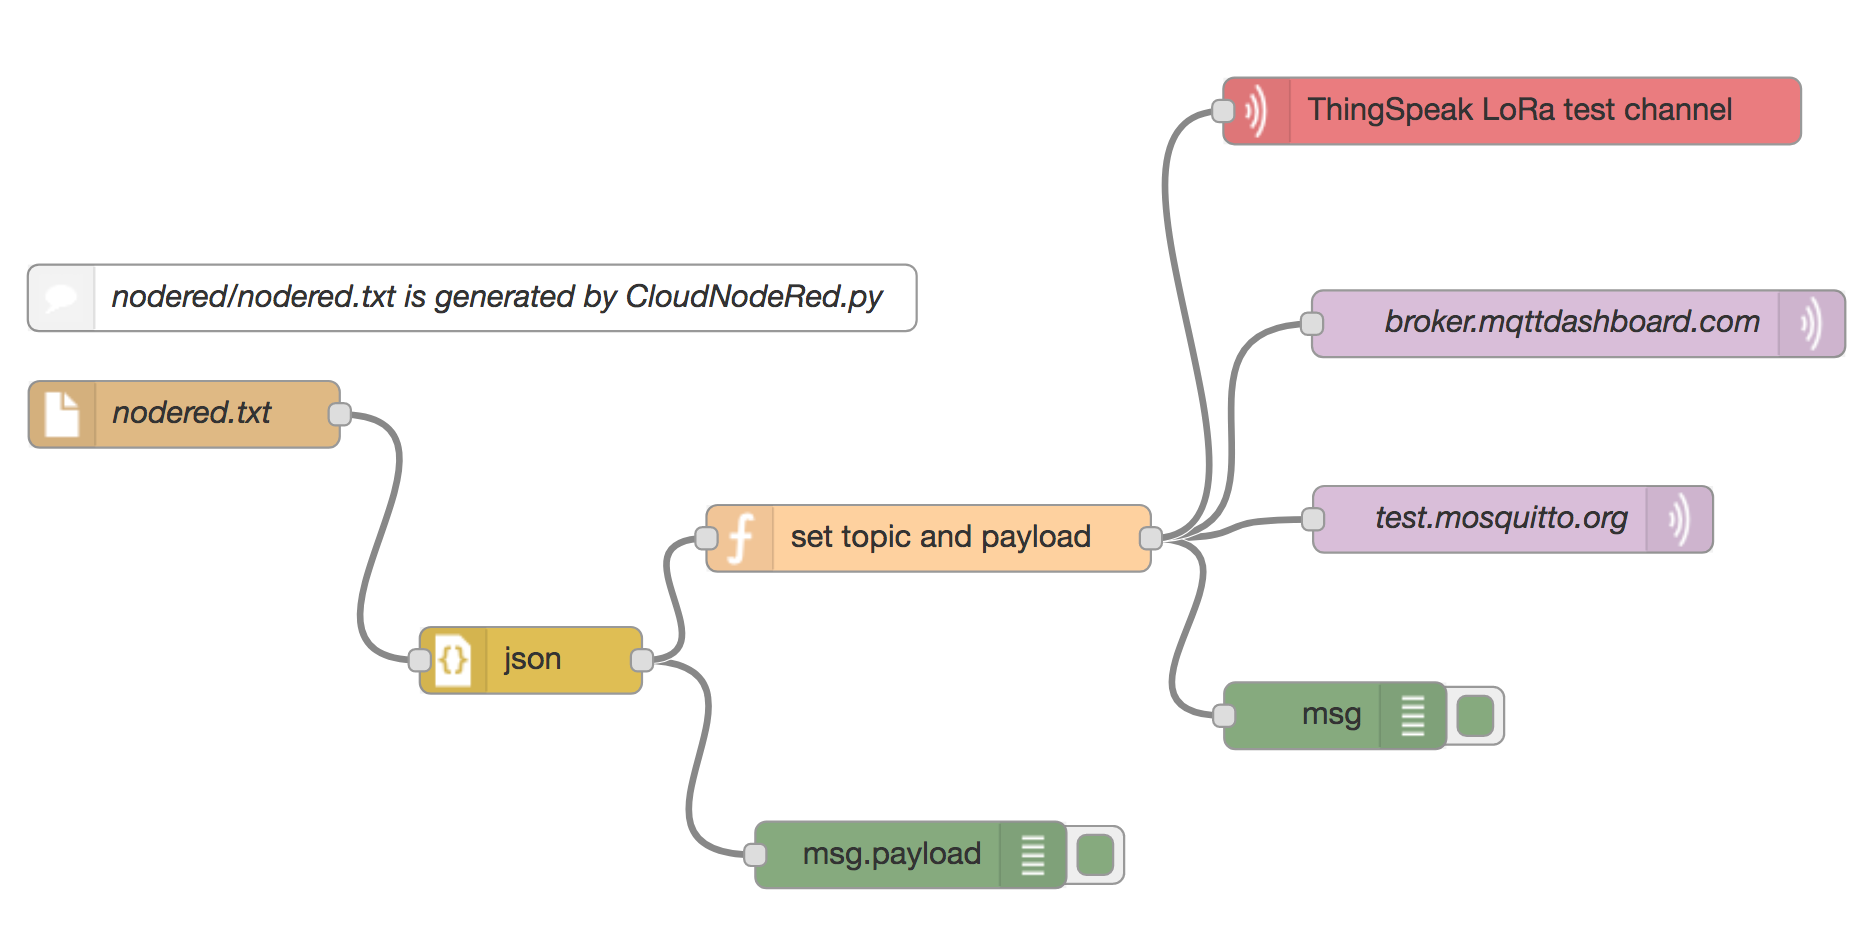 ThingSpeak LoRa test channel
nodered/nodered.txt is generated by CloudNodeRed.py
broker.mqttdashboard.com
nodered.txt
test.mosquitto.org
set topic and payload
{} json
msg
msg.payload